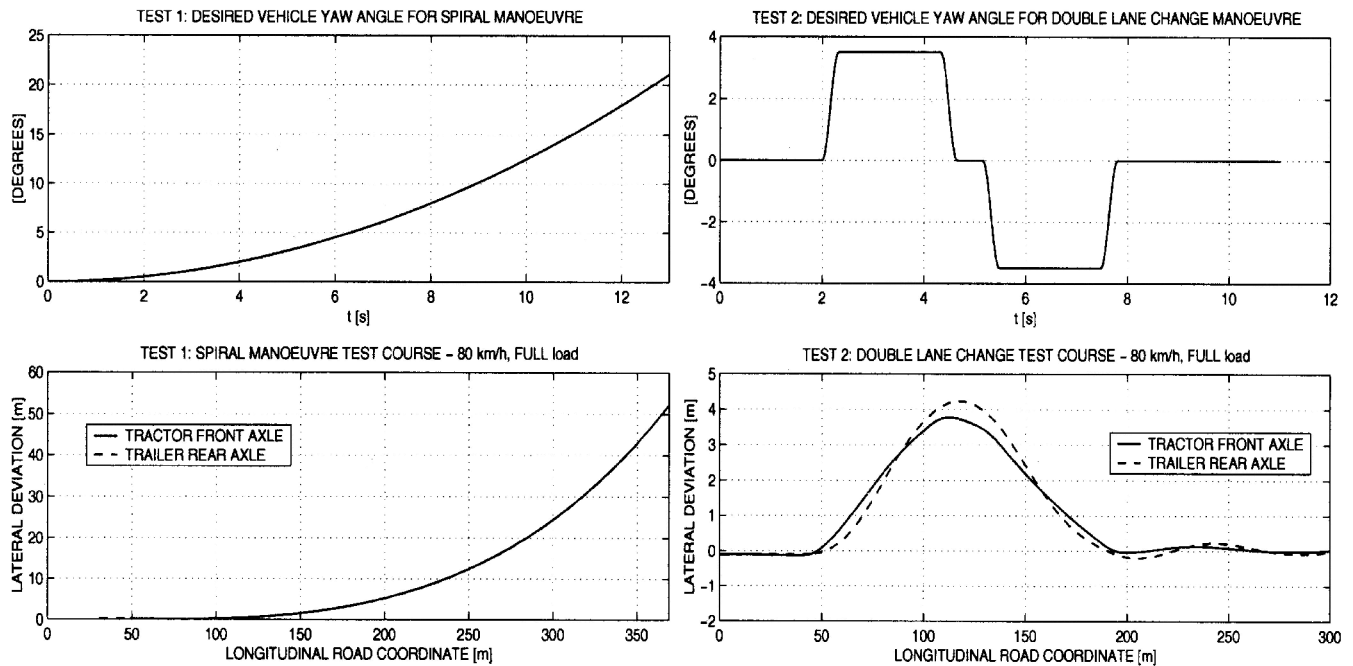 TEST 1: DESIRED VEHICLE YAW ANGLE FOR SPIRAL MANOEUVRE
25
20
15
10
5
0
[DEGREES]
0 2 4 6 8 10 12
t [s]
TEST 2: DESIRED VEHICLE YAW ANGLE FOR DOUBLE LANE CHANGE MANOEUVRE
4
2
0
−2
−4
[DEGREES]
0 2 4 6 8 10 12
t [s]
TEST 1: SPIRAL MANOEUVRE TEST COURSE – 80 km/h, FULL load
60
50
40
30
20
10
0
LATERAL DEVIATION [m]
TRACTOR FRONT AXLE
TRAILER REAR AXLE
0 50 100 150 200 250 300 350
LONGITUDINAL ROAD COORDINATE [m]
TEST 2: DOUBLE LANE CHANGE TEST COURSE – 80 km/h, FULL load
5
4
3
2
1
0
−1
−2
LATERAL DEVIATION [m]
TRACTOR FRONT AXLE
TRAILER REAR AXLE
0 50 100 150 200 250 300
LONGITUDINAL ROAD COORDINATE [m]